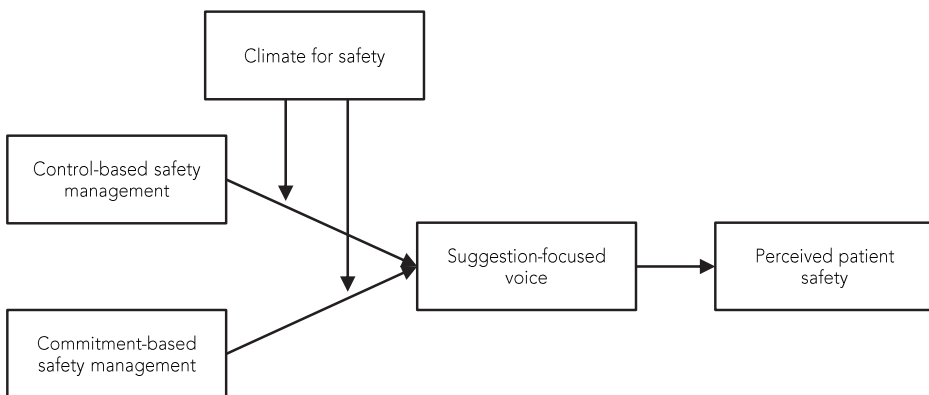 Climate for safety
Control-based safety
management
Suggestion-focused
voice
Perceived patient
safety
Commitment-based
safety management